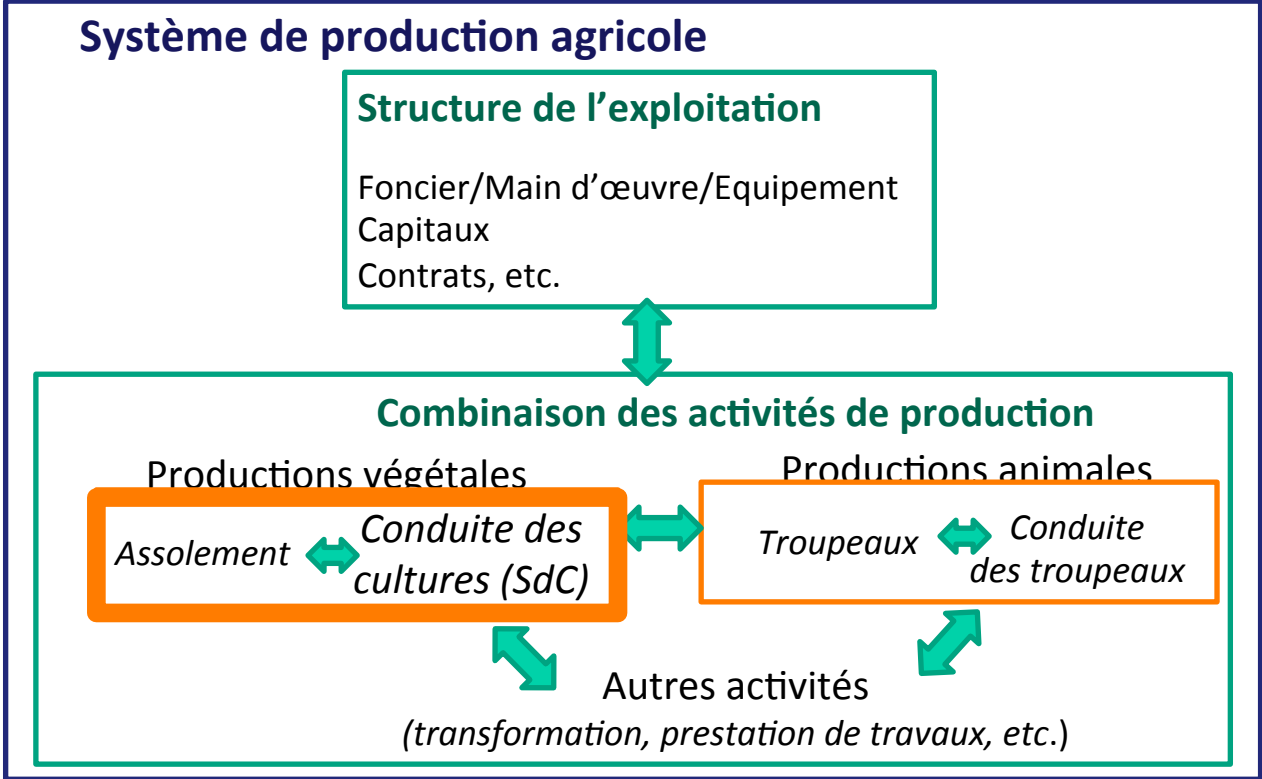 Système de production agricole
Structure de l’exploitation
Foncier/Main d’œuvre/Equipement
Capitaux
Contrats, etc.
Combinaison des activités de production
Productions végétales
Productions animales
Assolement
Conduite des
cultures (SdC)
Troupeaux
Conduite
des troupeaux
Autres activités
(transformation, prestation de travaux, etc.)